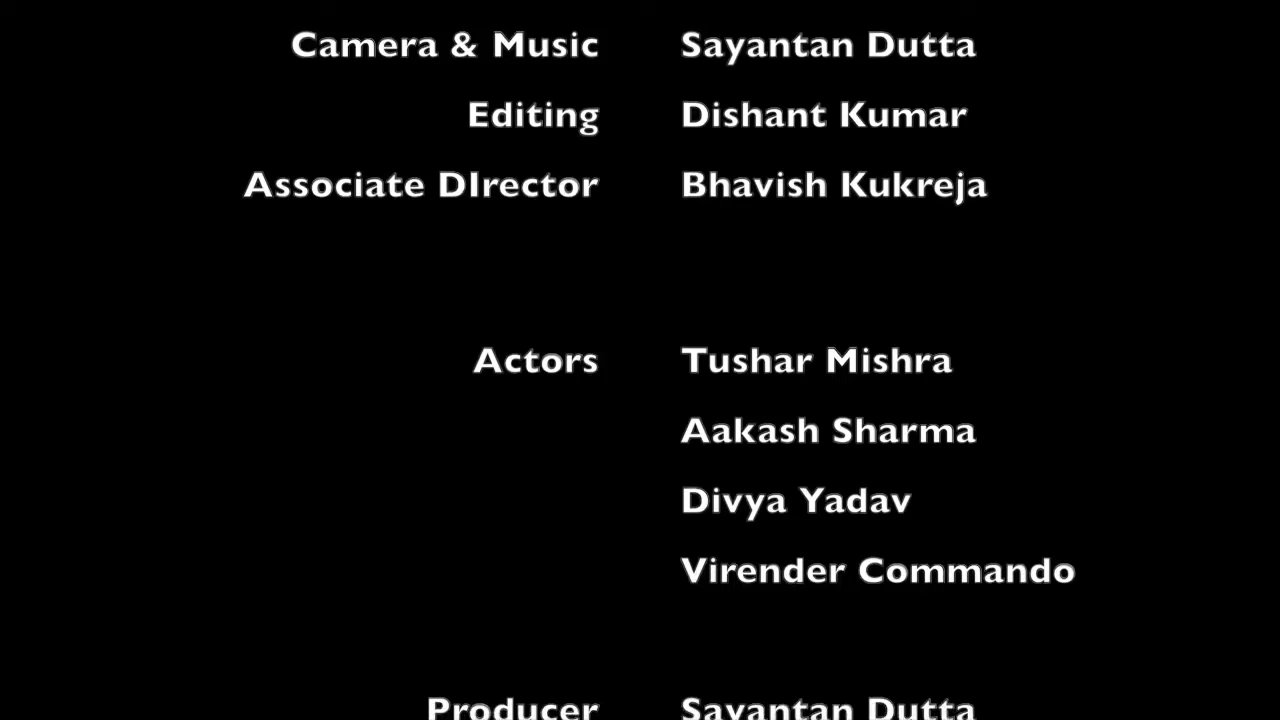 Camera & Music Sayantan Dutta
Editing Dishant Kumar
Associate DIrector Bhavish Kukreja
Actors Tushar Mishra
Aakash Sharma
Divya Yadav
Virender Commando
Producer Sayantan Dutta